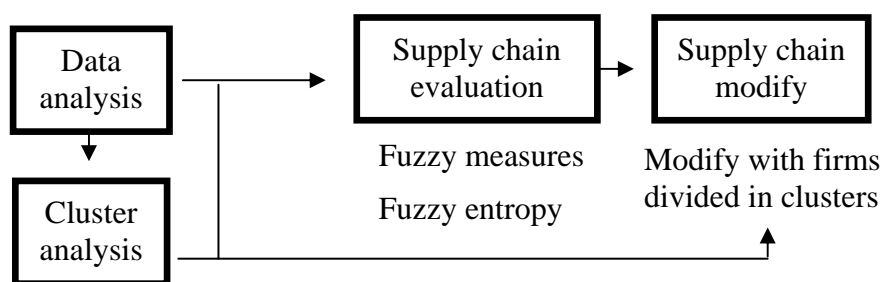 Data
analysis
Supply chain
evaluation
Supply chain
modify
Fuzzy measures
Fuzzy entropy
Modify with firms
divided in clusters
Cluster
analysis